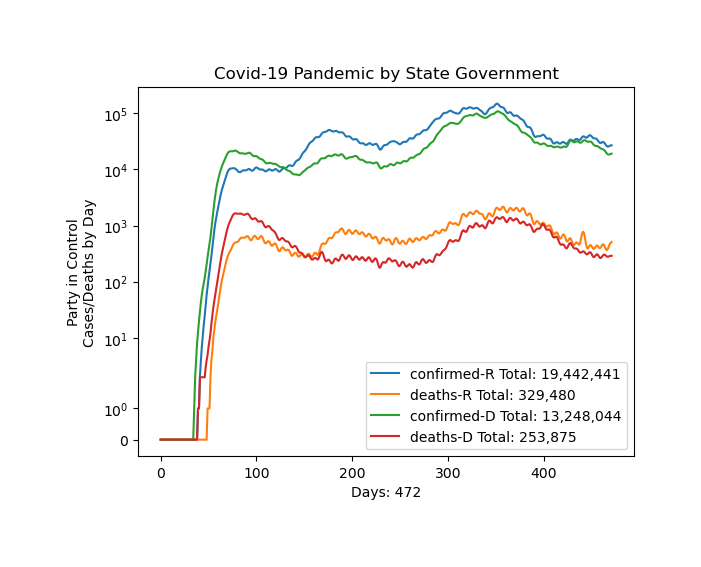 Covid-19 Pandemic by State Government
Party in Control
Cases/Deaths by Day
10^5
10^4
10^3
10^2
10^1
10^0
0
confirmed-R Total: 19,442,441
deaths-R Total: 329,480
confirmed-D Total: 13,248,044
deaths-D Total: 253,875
0 100 200 300 400
Days: 472